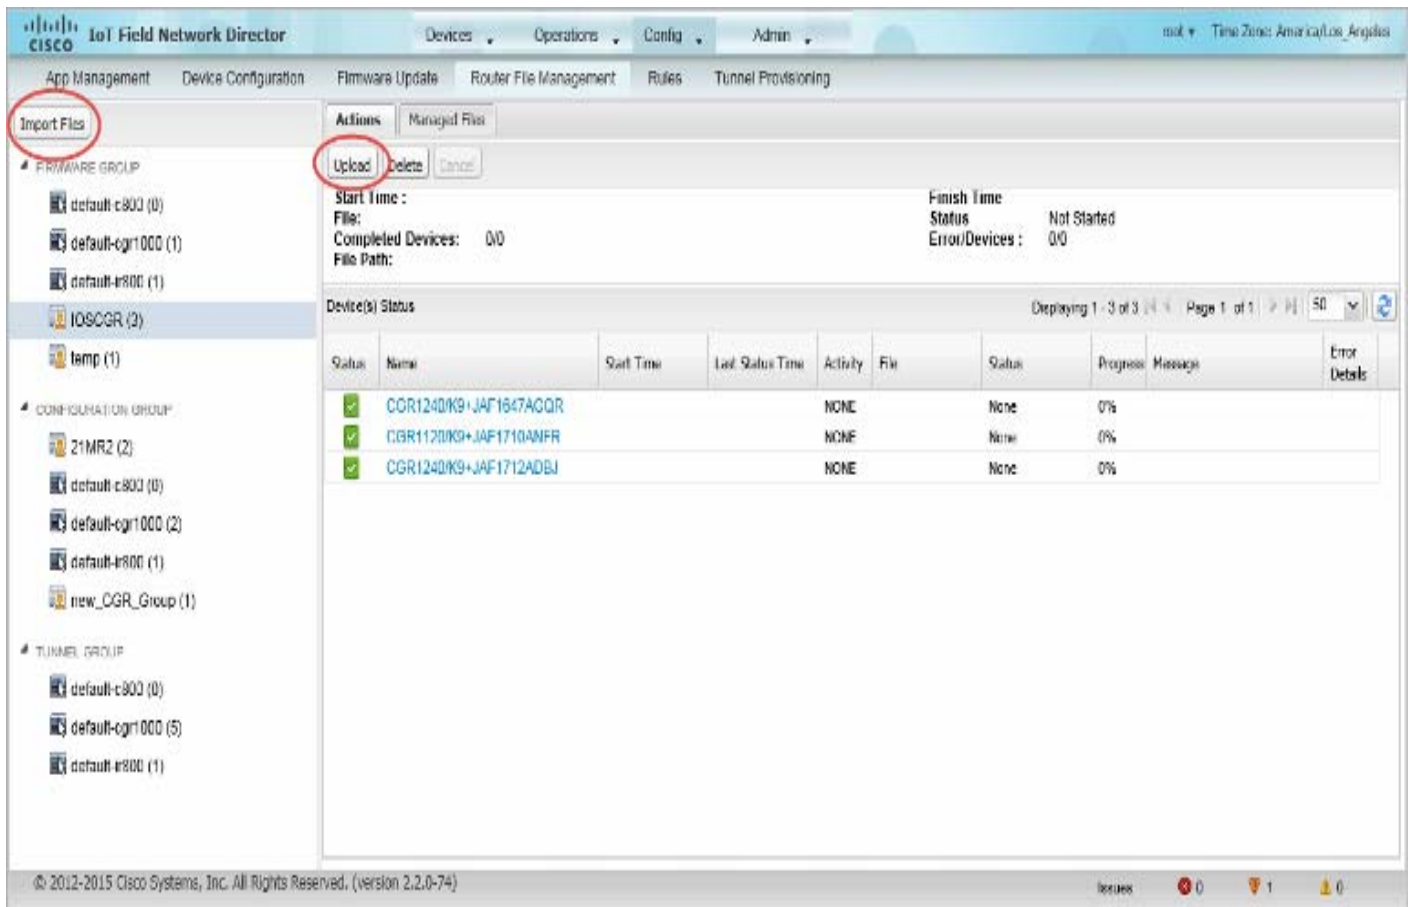 CISCO IoT Field Network Director
Devices Operations Config Admin
root Time Zone: America/Los_Angeles
App Management Device Configuration Firmware Update Router File Management Rules Tunnel Provisioning
Import Files
FIRMWARE GROUP
default-c800 (0)
default-cgr1000 (1)
default-ir800 (1)
IOSCGR (3)
temp (1)
CONFIGURATION GROUP
21MR2 (2)
default-c800 (0)
default-cgr1000 (2)
default-ir800 (1)
new_CGR_Group (1)
TUNNEL GROUP
default-c800 (0)
default-cgr1000 (5)
default-ir800 (1)
Actions Managed Files
Upload Delete Cancel
Start Time :
File:
Completed Devices: 0/0
File Path:
Finish Time
Status Not Started
Error/Devices : 0/0
Device(s) Status
Displaying 1 - 3 of 3 Page 1 of 1 50
Status Name Start Time Last Status Time Activity File Status Progress Message Error Details
CGR1240/K9+JAF1647AGQR NONE None 0%
CGR1120/K9+JAF1710ANFR NONE None 0%
CGR1240/K9+JAF1712ADBJ NONE None 0%
© 2012-2015 Cisco Systems, Inc. All Rights Reserved. (version 2.2.0-74)
Issues 0 1 0